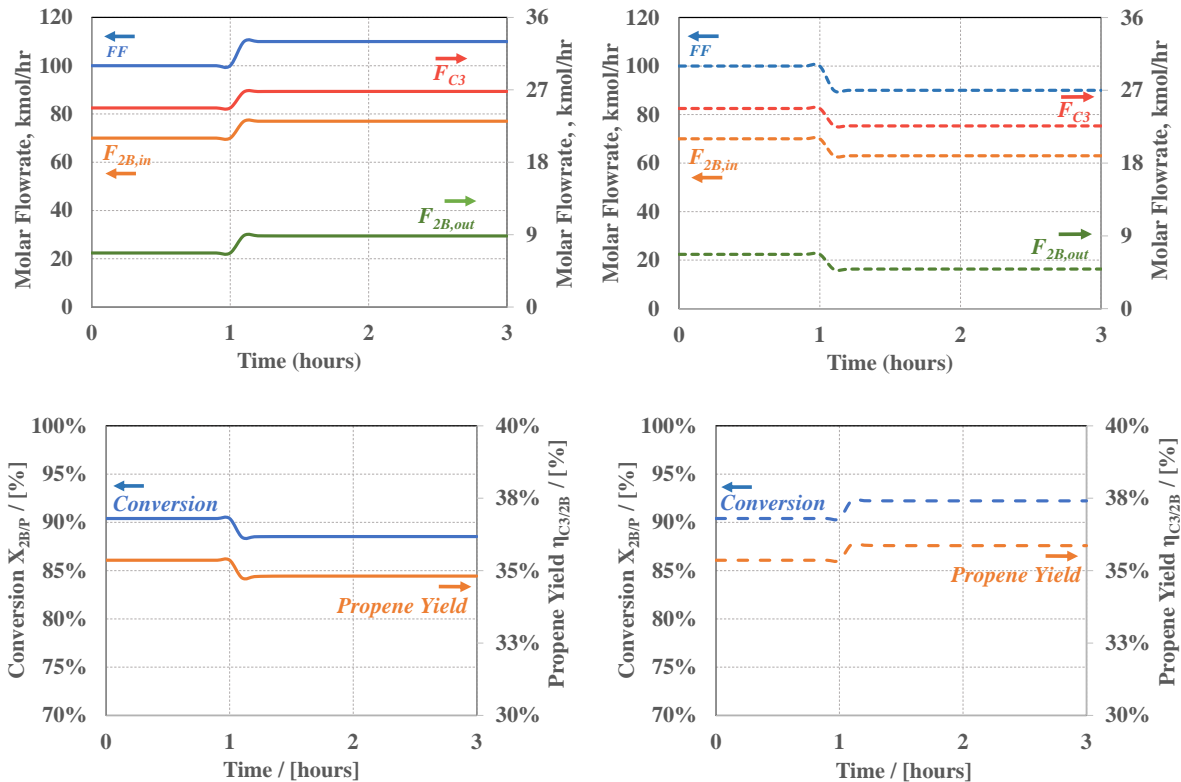 120
100
80
60
40
20
0
Molar Flowrate, kmol/hr
FF
F2B,in
FC3
F2B,out
36
27
18
9
0
Molar Flowrate, , kmol/hr
0 1 2 3
Time (hours)
120
100
80
60
40
20
0
Molar Flowrate, kmol/hr
FF
F2B,in
FC3
F2B,out
36
27
18
9
0
Molar Flowrate, kmol/hr
0 1 2 3
Time (hours)
100%
95%
90%
85%
80%
75%
70%
Conversion X2B/P / [%]
Conversion
Propene Yield
40%
38%
35%
33%
30%
Propene Yield ηC3/2B / [%]
0 1 2 3
Time / [hours]
100%
95%
90%
85%
80%
75%
70%
Conversion X2B/P / [%]
Conversion
Propene Yield
40%
38%
35%
33%
30%
Propene Yield ηC3/2B / [%]
0 1 2 3
Time / [hours]